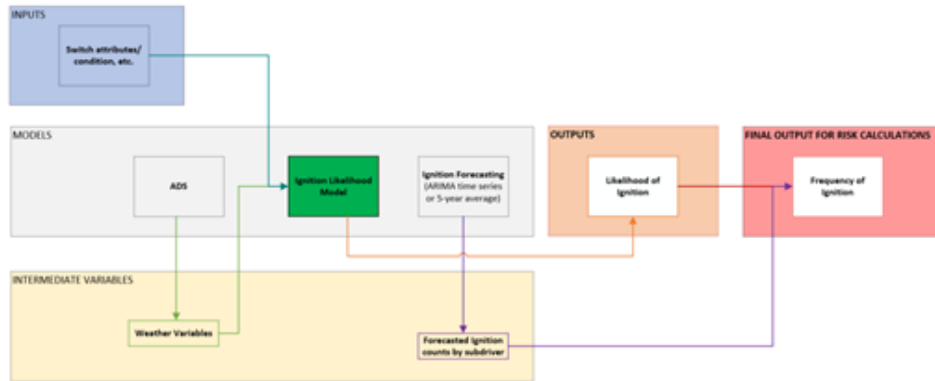 INPUTS
Switch attributes/
condition, etc.
MODELS
ADS
Ignition Likelihood
Model
Ignition Forecasting
(ARIMA time series
or 5-year average)
OUTPUTS
Likelihood of
Ignition
FINAL OUTPUT FOR RISK CALCULATIONS
Frequency of
Ignition
INTERMEDIATE VARIABLES
Weather Variables
Forecasted Ignition
counts by subdriver